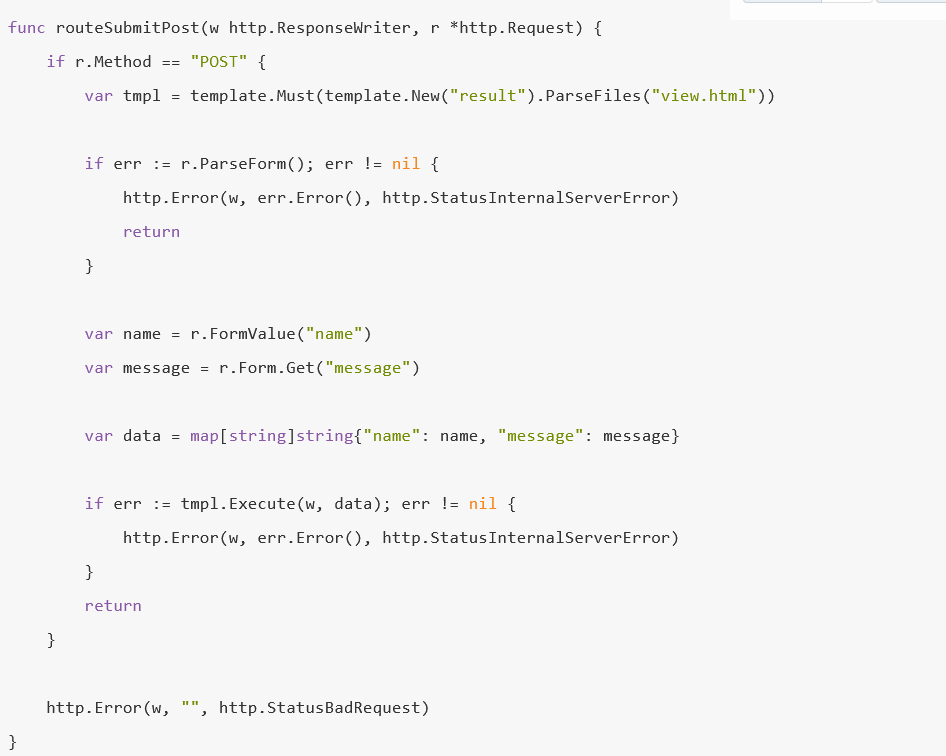 func routeSubmitPost(w http.ResponseWriter, r *http.Request) {
    if r.Method == "POST" {
        var tmpl = template.Must(template.New("result").ParseFiles("view.html"))

        if err := r.ParseForm(); err != nil {
            http.Error(w, err.Error(), http.StatusInternalServerError)
            return
        }

        var name = r.FormValue("name")
        var message = r.Form.Get("message")

        var data = map[string]string{"name": name, "message": message}

        if err := tmpl.Execute(w, data); err != nil {
            http.Error(w, err.Error(), http.StatusInternalServerError)
        }
        return
    }

    http.Error(w, "", http.StatusBadRequest)
}